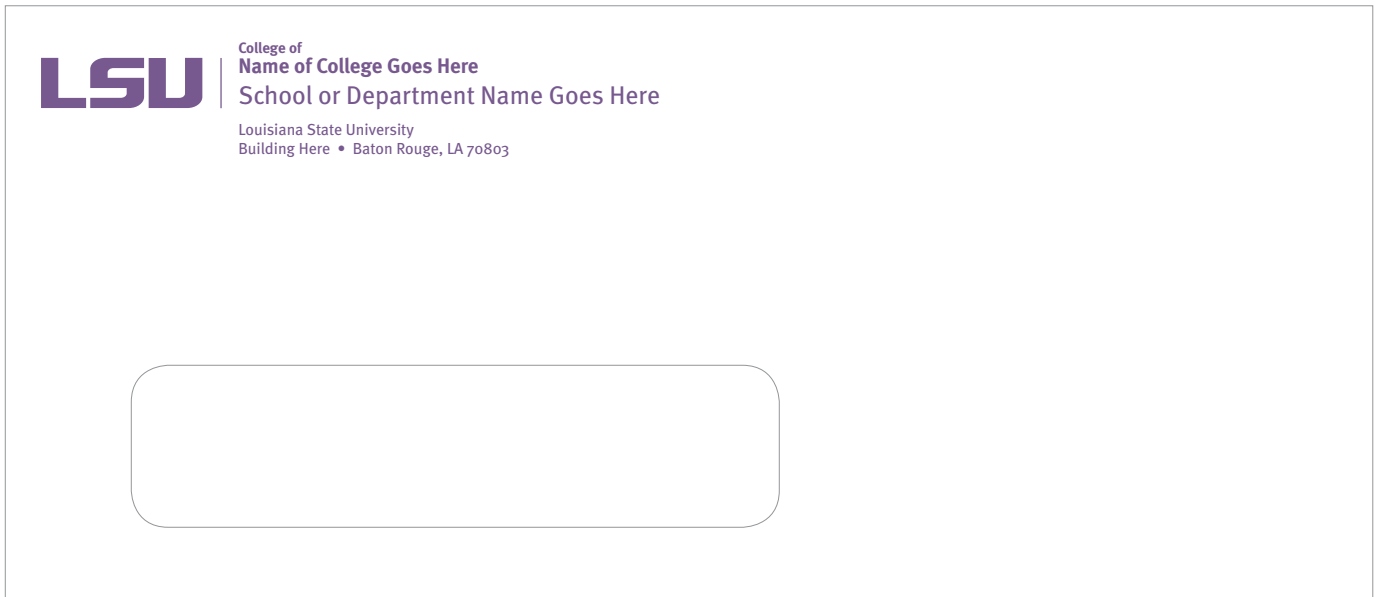 LSU
College of
Name of College Goes Here
School or Department Name Goes Here
Louisiana State University
Building Here • Baton Rouge, LA 70803